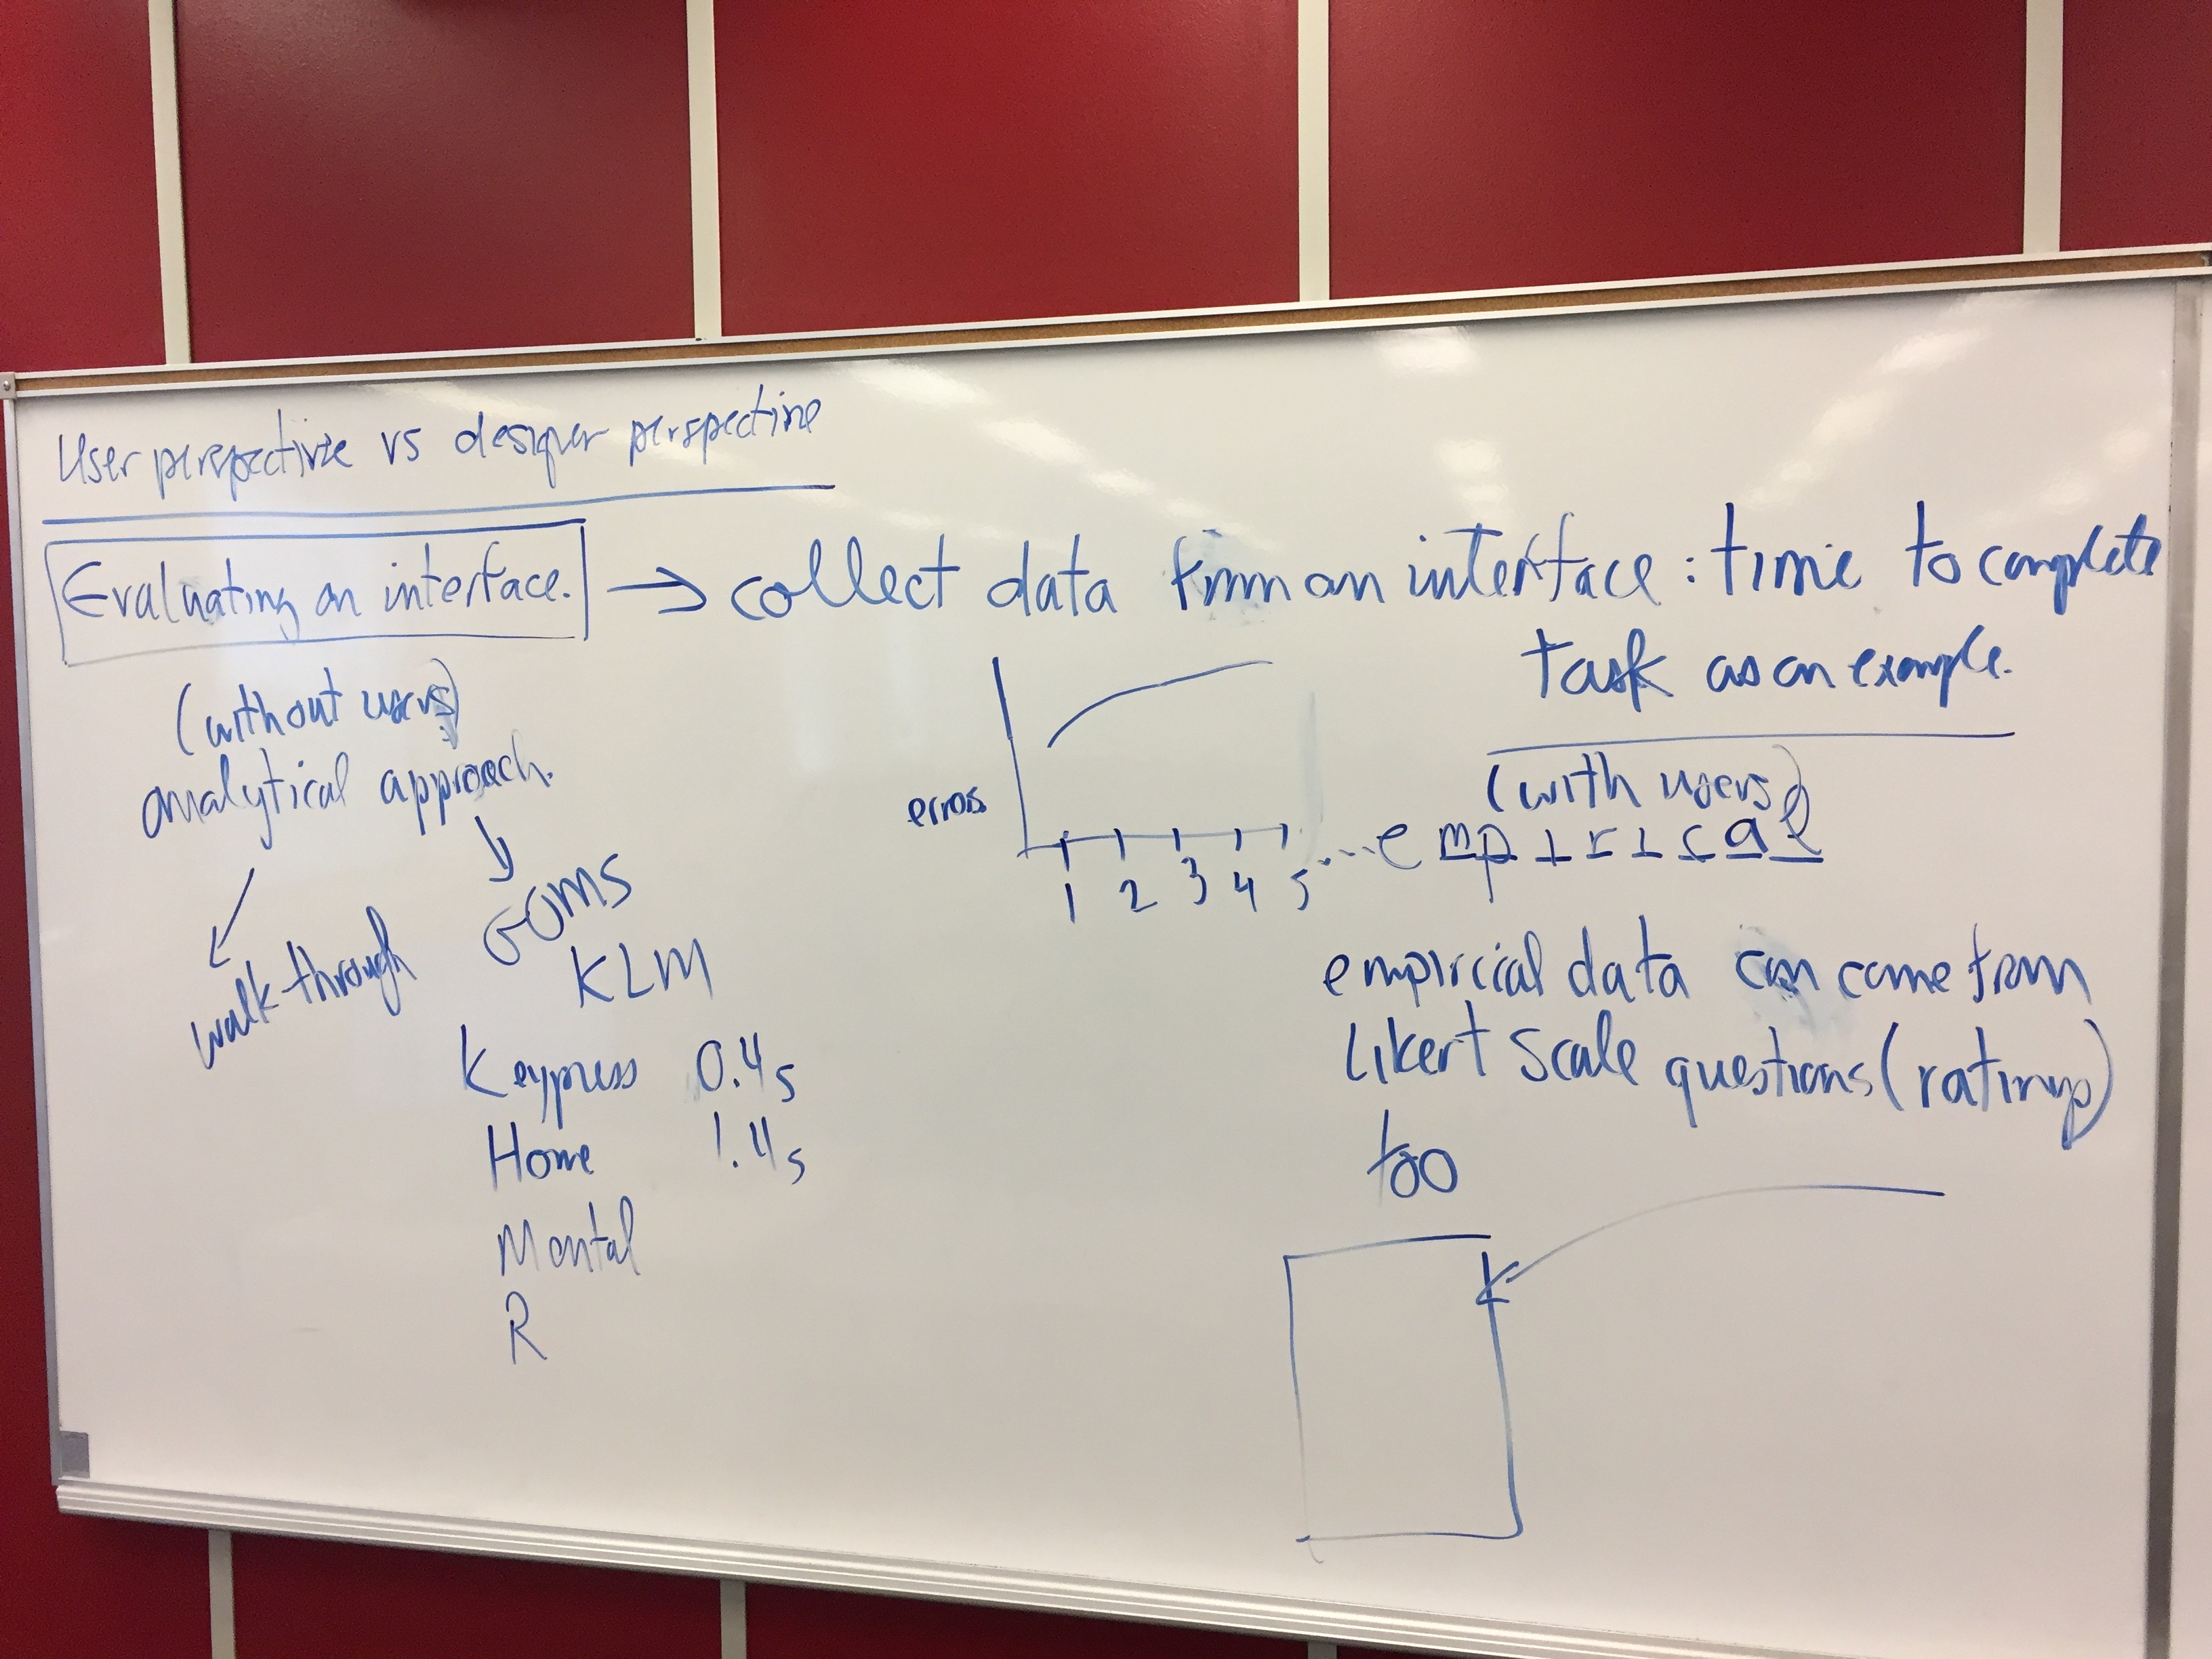 User perspective vs designer perspective
Evaluating an interface. → collect data from an interface: time to complete
task as an example.
(without users)
analytical approach.
walk-through
GOMS
KLM
Keypress 0.4s
Home 1.4s
Mental
R
errors
1 2 3 4 5 ...
(with users)
empirical
empircial data can come from
Likert scale questions (ratings)
too